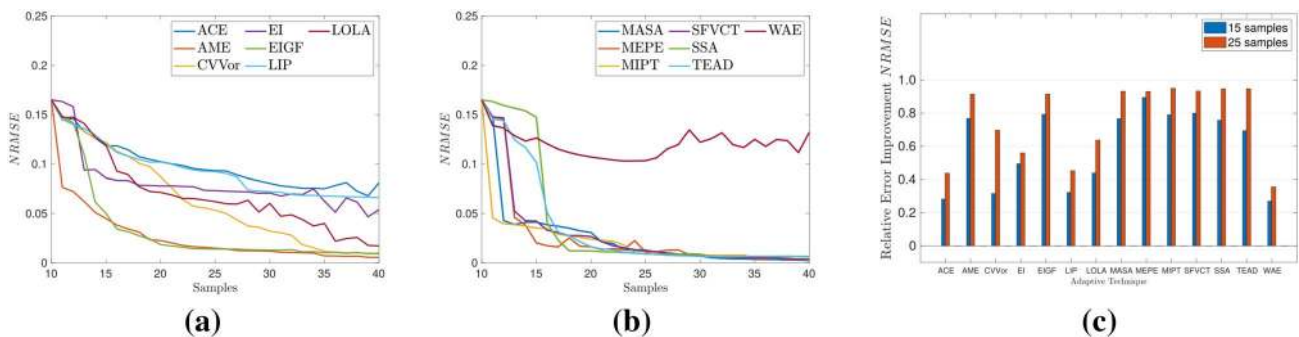 0.25
0.2
0.15
0.1
0.05
0
10 15 20 25 30 35 40
NRMSE
Samples
ACE EI LOLA
AME EIGF
CVVor LIP
(a)
0.25
0.2
0.15
0.1
0.05
0
10 15 20 25 30 35 40
NRMSE
Samples
MASA SFVCT WAE
MEPE SSA
MIPT TEAD
(b)
Relative Error Improvement NRMSE
15 samples
25 samples
1.0
0.8
0.6
0.4
0.2
0
ACE AME CVVor EI EIGF LIP LOLA MASA MEPE MIPT SFVCT SSA TEAD WAE
Adaptive Technique
(c)